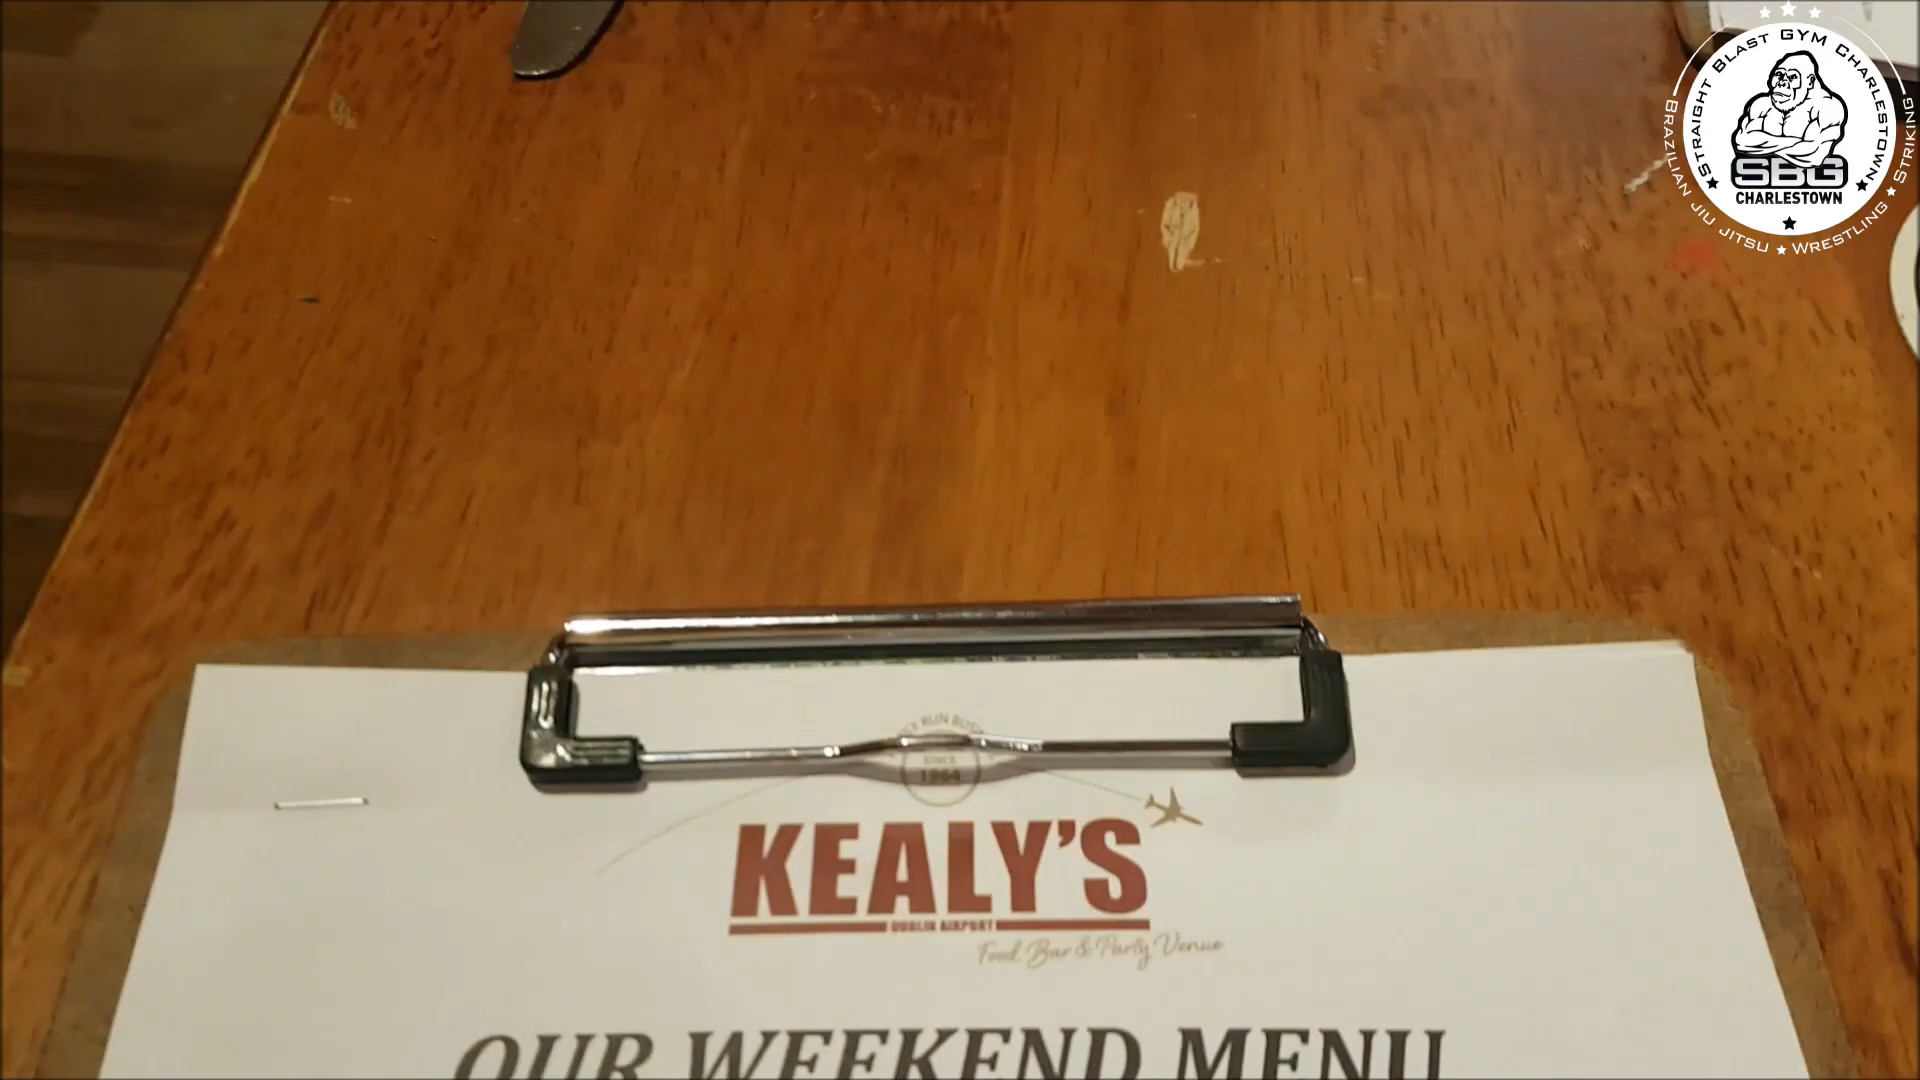 STRAIGHT BLAST GYM CHARLESTOWN
SBG
CHARLESTOWN
BRAZILIAN JIU JITSU ★ WRESTLING ★ STRIKING
RUN
SINCE
1964
KEALY'S
DUBLIN AIRPORT
Food Bar & Party Venue
OUR WEEKEND MENU